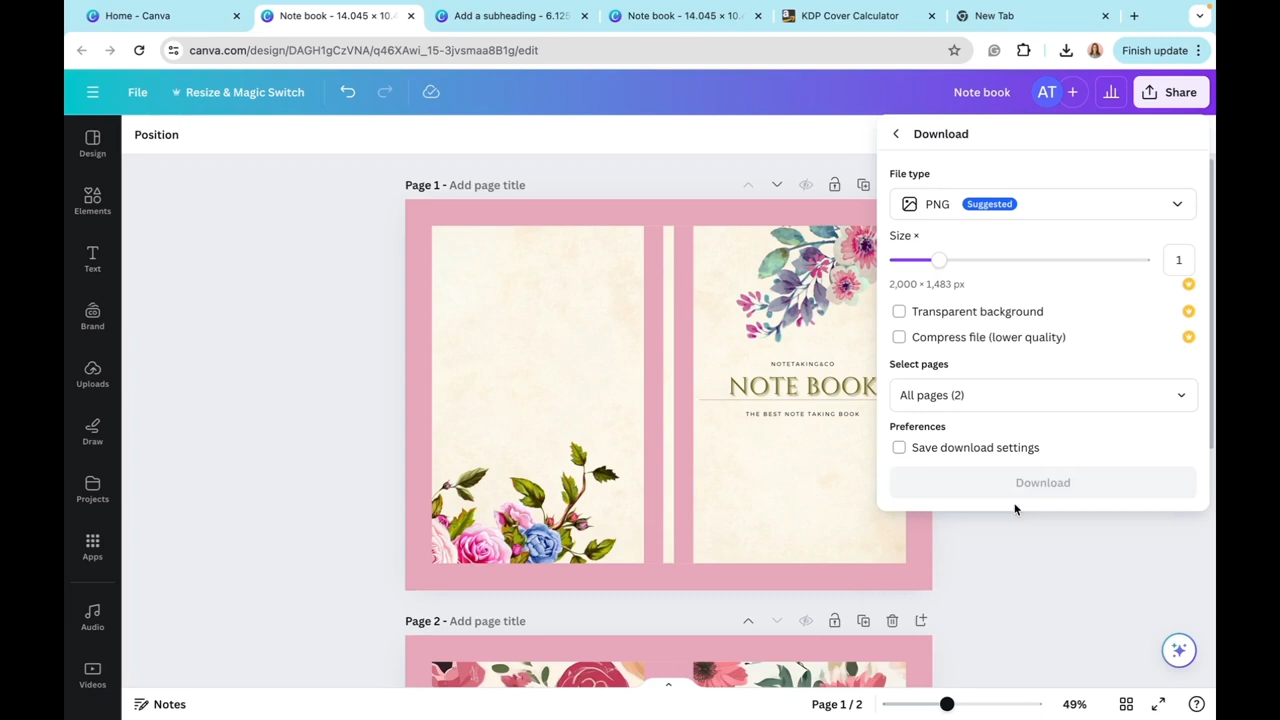 Home - Canva
Note book - 14.045 × 10.4
Add a subheading - 6.125
Note book - 14.045 × 10.
KDP Cover Calculator
New Tab
canva.com/design/DAGH1gCzVNA/q46XAwi_15-3jvsmaa8B1g/edit
Finish update
File
Resize & Magic Switch
Note book
AT
Share
Design
Elements
Text
Brand
Uploads
Draw
Projects
Apps
Audio
Videos
Position
Page 1 - Add page title
NOTETAKING&CO
NOTE BOOK
THE BEST NOTE TAKING BOOK
Page 2 - Add page title
Download
File type
PNG Suggested
Size ×
1
2,000 × 1,483 px
Transparent background
Compress file (lower quality)
Select pages
All pages (2)
Preferences
Save download settings
Download
Notes
Page 1 / 2
49%